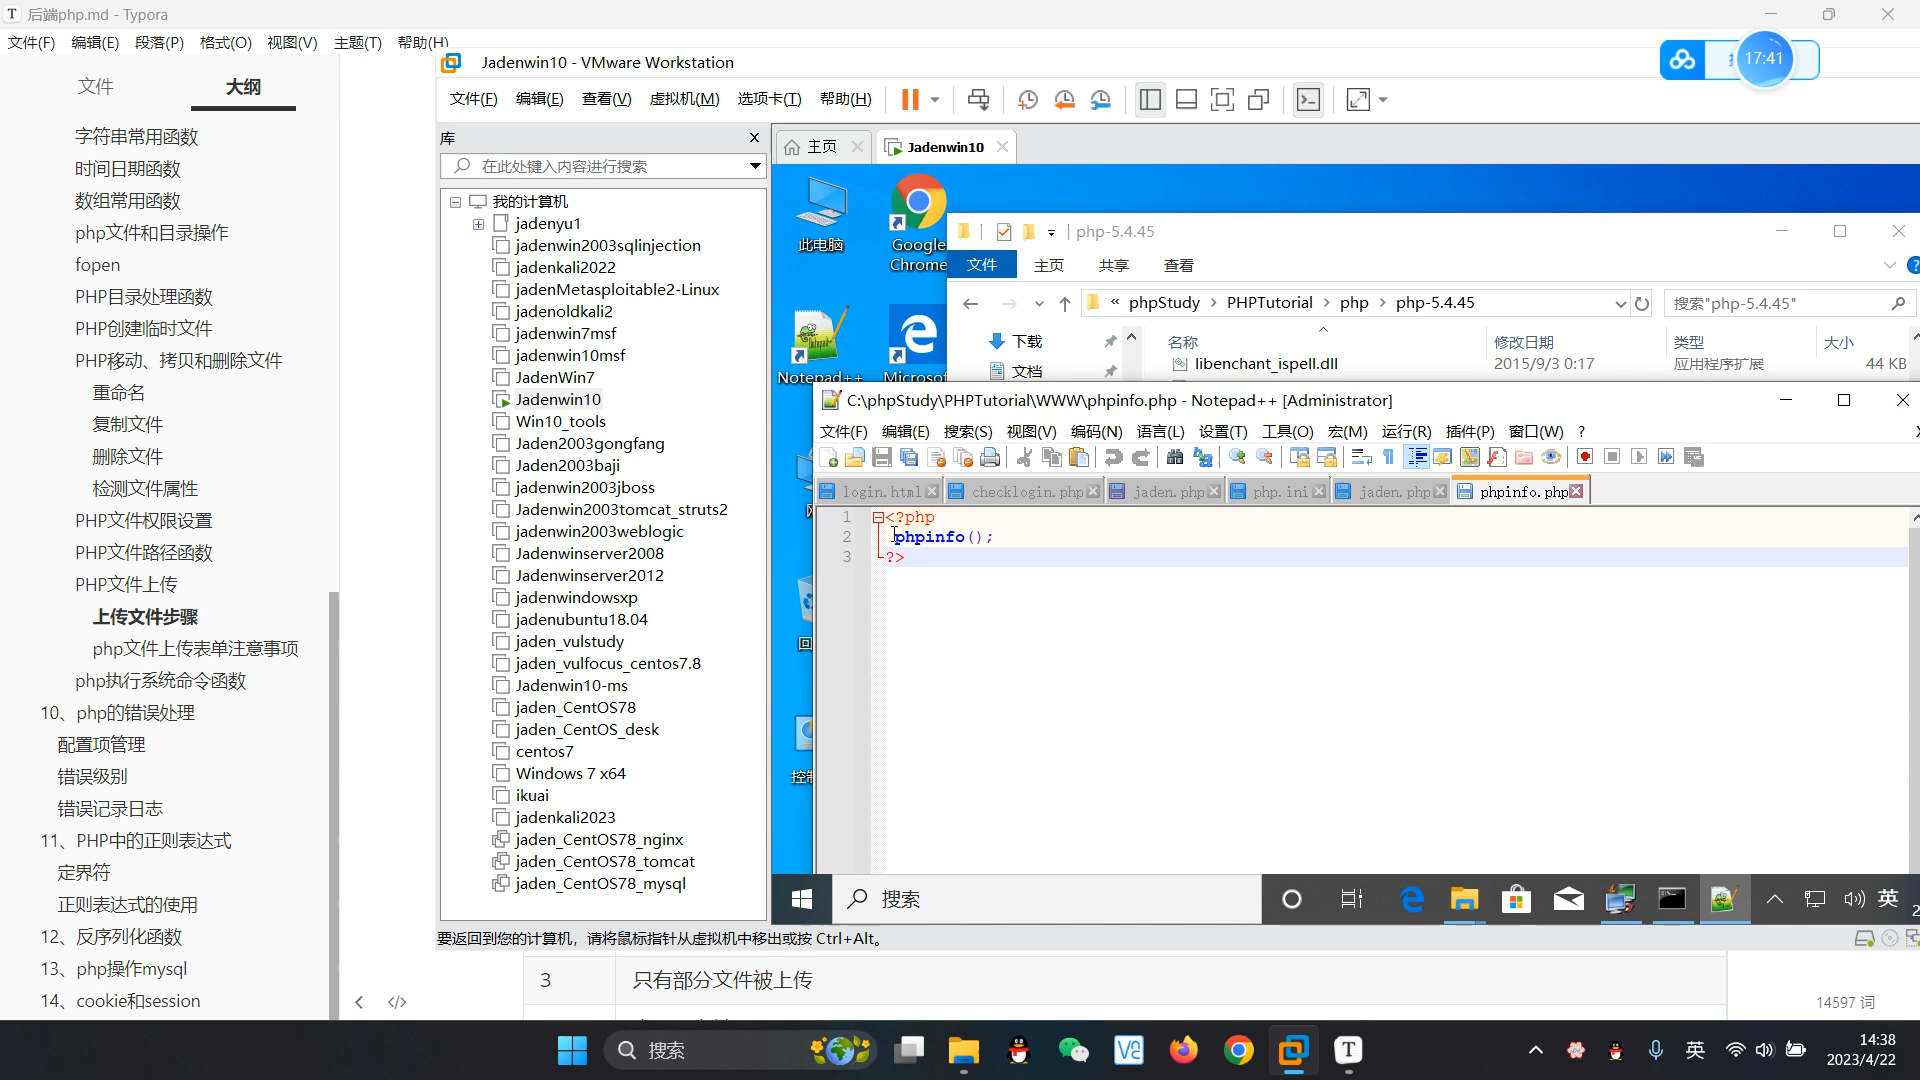 后端php.md - Typora
文件(F) 编辑(E) 段落(P) 格式(O) 视图(V) 主题(T) 帮助(H)
文件 大纲
字符串常用函数
时间日期函数
数组常用函数
php文件和目录操作
fopen
PHP目录处理函数
PHP创建临时文件
PHP移动、拷贝和删除文件
重命名
复制文件
删除文件
检测文件属性
PHP文件权限设置
PHP文件路径函数
PHP文件上传
上传文件步骤
php文件上传表单注意事项
php执行系统命令函数
10、php的错误处理
配置项管理
错误级别
错误记录日志
11、PHP中的正则表达式
定界符
正则表达式的使用
12、反序列化函数
13、php操作mysql
14、cookie和session
Jadenwin10 - VMware Workstation
17:41
文件(F) 编辑(E) 查看(V) 虚拟机(M) 选项卡(T) 帮助(H)
库
在此处键入内容进行搜索
我的计算机
jadenyu1
jadenwin2003sqlinjection
jadenkali2022
jadenMetasploitable2-Linux
jadenoldkali2
jadenwin7msf
jadenwin10msf
JadenWin7
Jadenwin10
Win10_tools
Jaden2003gongfang
Jaden2003baji
jadenwin2003jboss
Jadenwin2003tomcat_struts2
jadenwin2003weblogic
Jadenwinserver2008
Jadenwinserver2012
jadenwindowsxp
jadenubuntu18.04
jaden_vulstudy
jaden_vulfocus_centos7.8
Jadenwin10-ms
jaden_CentOS78
jaden_CentOS_desk
centos7
Windows 7 x64
ikuai
jadenkali2023
jaden_CentOS78_nginx
jaden_CentOS78_tomcat
jaden_CentOS78_mysql
主页 Jadenwin10
此电脑
Google
Chrome
Notepad++
Microsof
回
控制
php-5.4.45
文件 主页 共享 查看
« phpStudy › PHPTutorial › php › php-5.4.45
搜索"php-5.4.45"
下载
文档
名称 修改日期 类型 大小
libenchant_ispell.dll 2015/9/3 0:17 应用程序扩展 44 KB
C:\phpStudy\PHPTutorial\WWW\phpinfo.php - Notepad++ [Administrator]
文件(F) 编辑(E) 搜索(S) 视图(V) 编码(N) 语言(L) 设置(T) 工具(O) 宏(M) 运行(R) 插件(P) 窗口(W) ?
login.html checklogin.php jaden.php php.ini jaden.php phpinfo.php
1 <?php
2 phpinfo();
3 ?>
搜索
英
要返回到您的计算机，请将鼠标指针从虚拟机中移出或按 Ctrl+Alt。
3 只有部分文件被上传
14597 词
搜索
英
14:38
2023/4/22